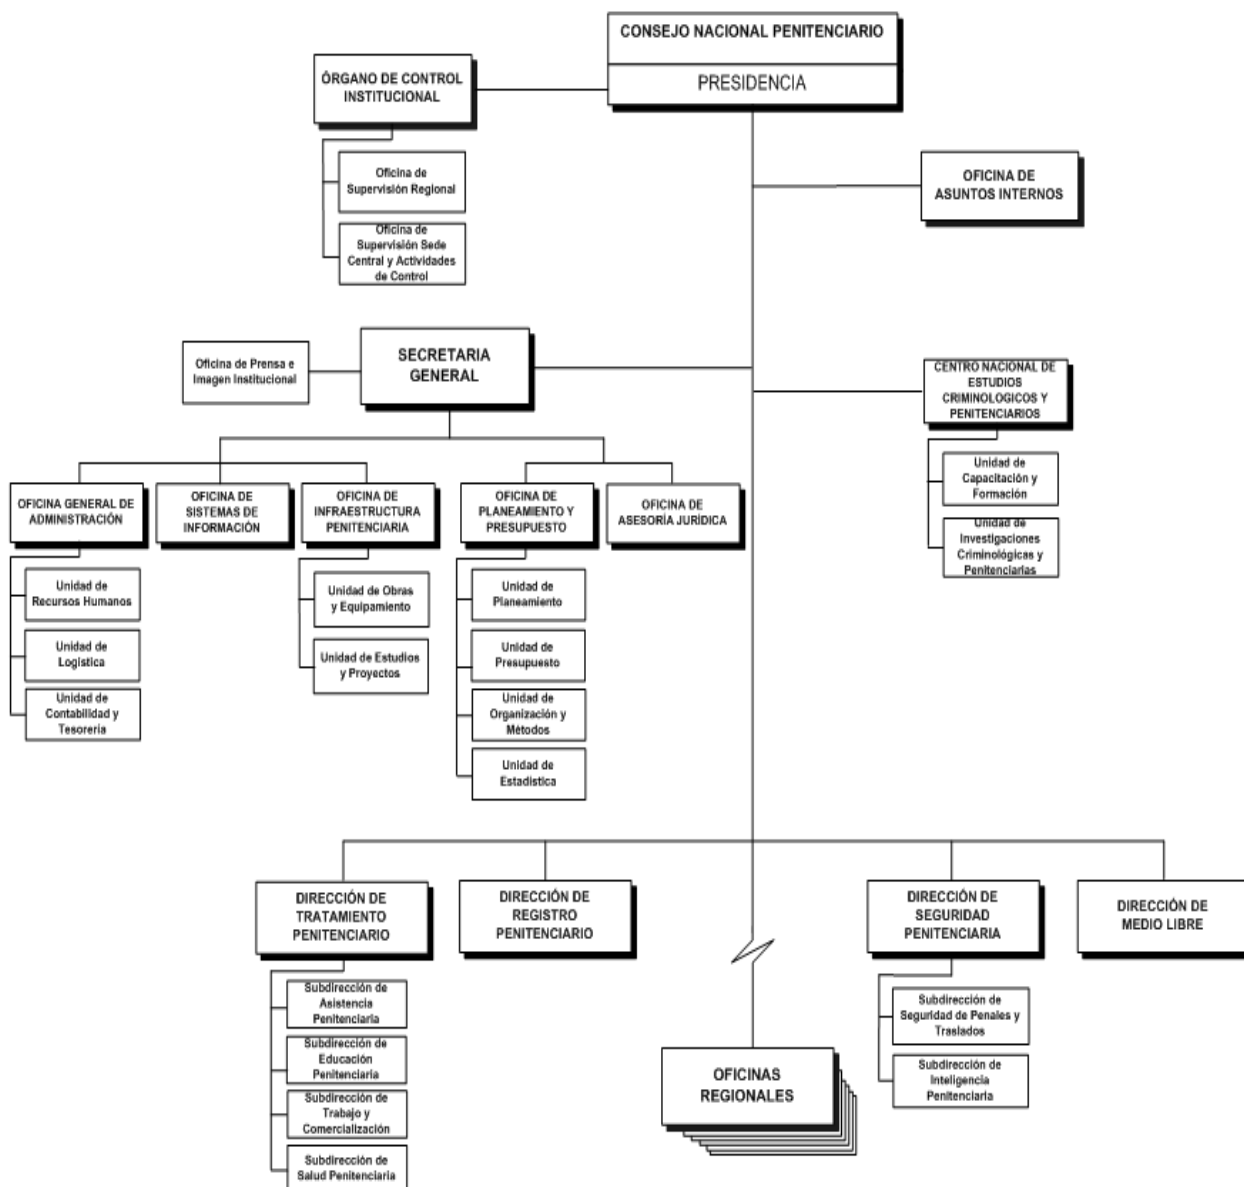 CONSEJO NACIONAL PENITENCIARIO
PRESIDENCIA
ÓRGANO DE CONTROL
INSTITUCIONAL
Oficina de
Supervisión Regional
Oficina de
Supervisión Sede
Central y Actividades
de Control
OFICINA DE
ASUNTOS INTERNOS
Oficina de Prensa e
Imagen Institucional
SECRETARIA
GENERAL
CENTRO NACIONAL DE
ESTUDIOS
CRIMINOLOGICOS Y
PENITENCIARIOS
Unidad de
Capacitación y
Formación
Unidad de
Investigaciones
Criminológicas y
Penitenciarias
OFICINA GENERAL DE
ADMINISTRACIÓN
Unidad de
Recursos Humanos
Unidad de
Logística
Unidad de
Contabilidad y
Tesorería
OFICINA DE
SISTEMAS DE
INFORMACIÓN
OFICINA DE
INFRAESTRUCTURA
PENITENCIARIA
Unidad de Obras
y Equipamiento
Unidad de Estudios
y Proyectos
OFICINA DE
PLANEAMIENTO Y
PRESUPUESTO
Unidad de
Planeamiento
Unidad de
Presupuesto
Unidad de
Organización y
Métodos
Unidad de
Estadística
OFICINA DE
ASESORÍA JURÍDICA
DIRECCIÓN DE
TRATAMIENTO
PENITENCIARIO
Subdirección de
Asistencia
Penitenciaria
Subdirección de
Educación
Penitenciaria
Subdirección de
Trabajo y
Comercialización
Subdirección de
Salud Penitenciaria
DIRECCIÓN DE
REGISTRO
PENITENCIARIO
OFICINAS
REGIONALES
DIRECCIÓN DE
SEGURIDAD
PENITENCIARIA
Subdirección de
Seguridad de Penales y
Traslados
Subdirección de
Inteligencia
Penitenciaria
DIRECCIÓN DE
MEDIO LIBRE